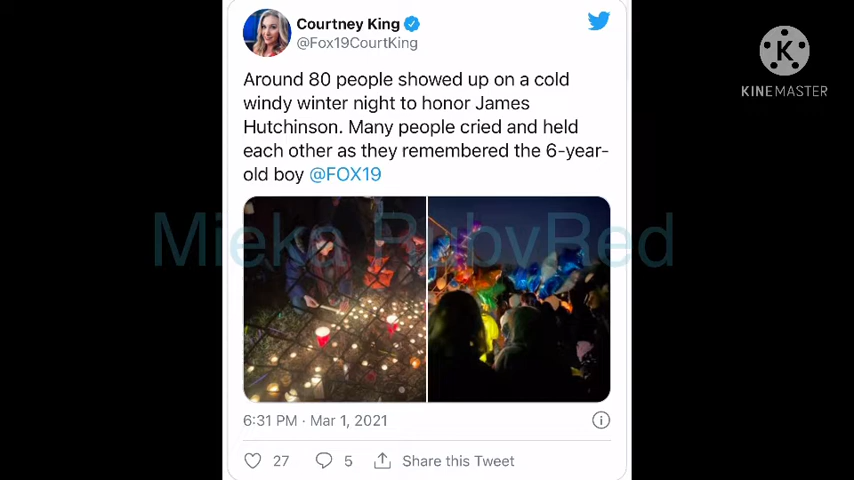 Courtney King
@Fox19CourtKing
KINEMASTER
Around 80 people showed up on a cold
windy winter night to honor James
Hutchinson. Many people cried and held
each other as they remembered the 6-year-
old boy @FOX19
Mieka RubyRed
6:31 PM · Mar 1, 2021
27 5 Share this Tweet